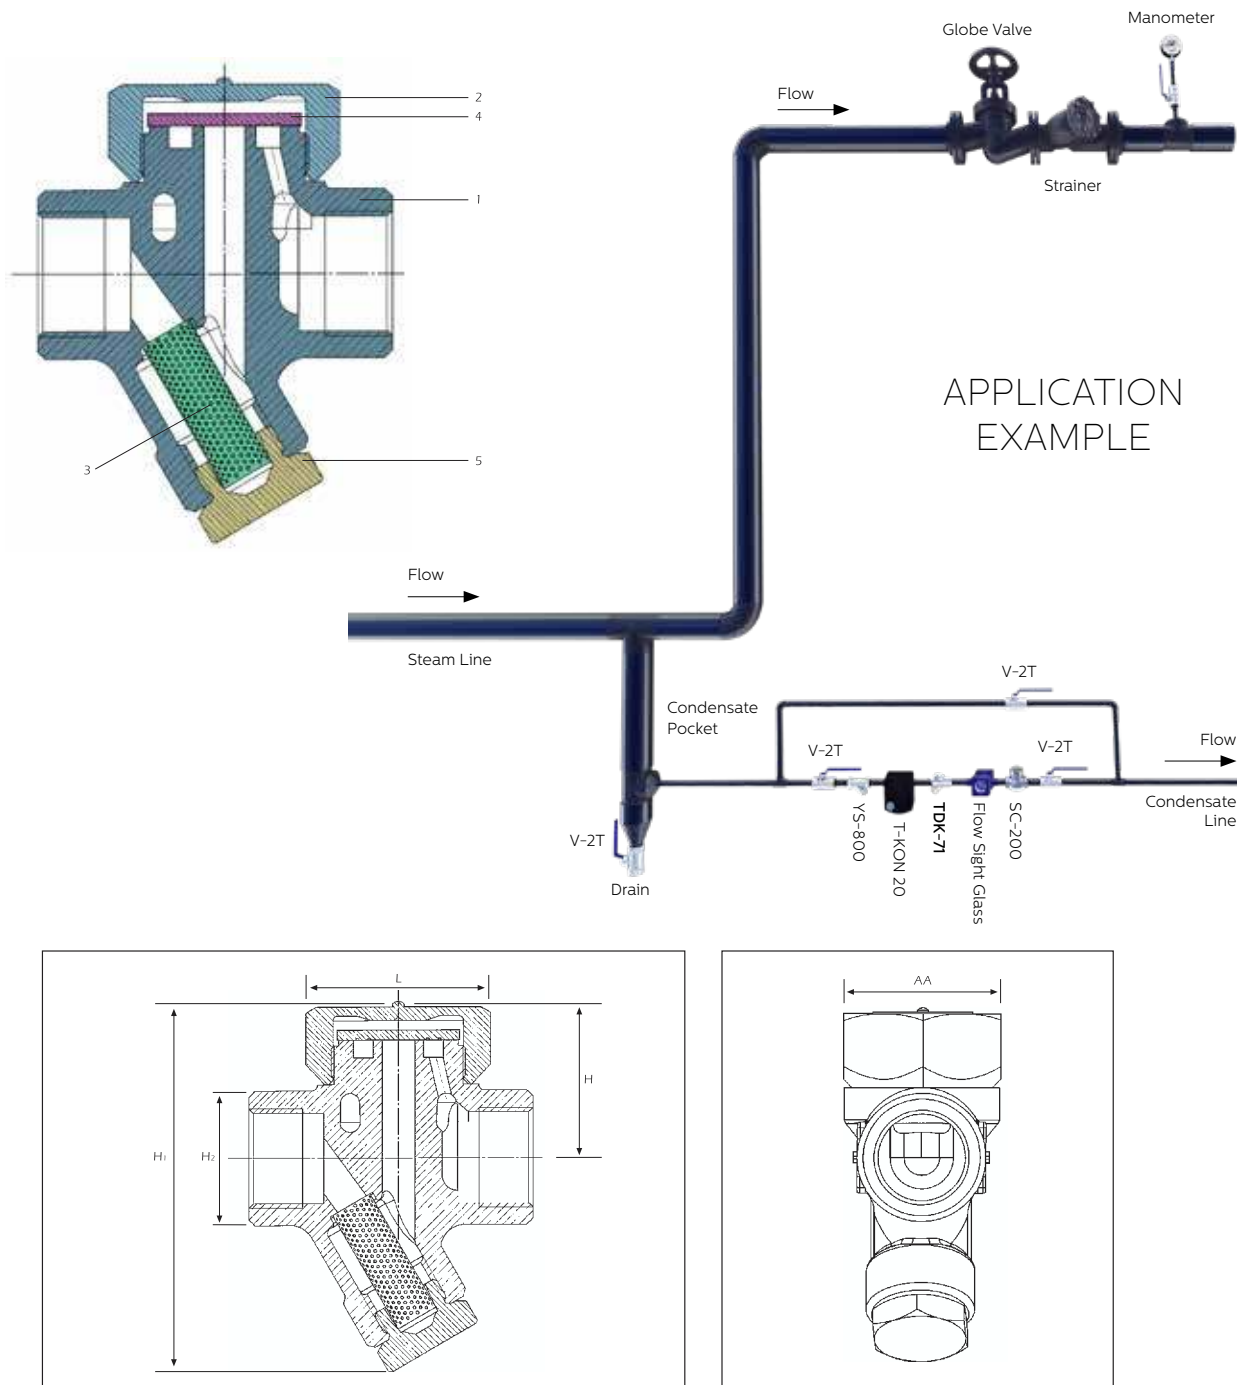 Manometer
Globe Valve
Flow
2
4
1
Strainer
APPLICATION
EXAMPLE
3
5
Flow
Steam Line
V-2T
Condensate
Pocket
V-2T
V-2T
Flow
Condensate
Line
YS-800
T-KON 20
TDK-71
Flow Sight Glass
SC-200
V-2T
Drain
L
H
H1
H2
AA